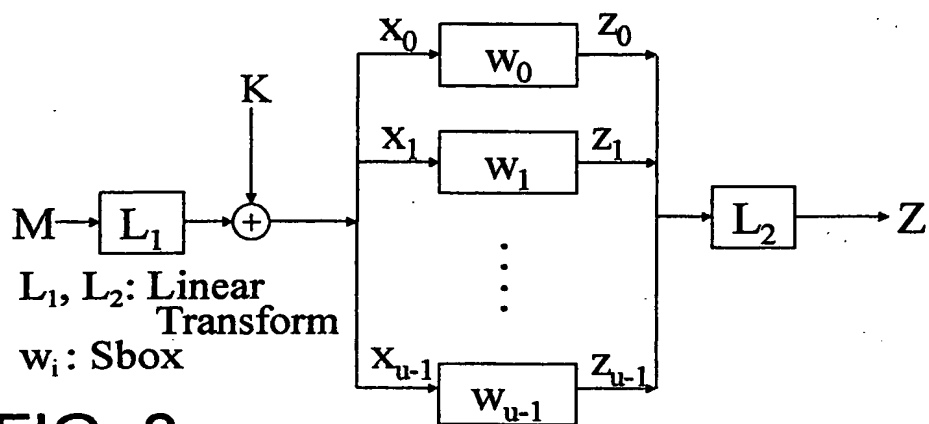 x₀ w₀ z₀
K
x₁ w₁ z₁
M L₁ + L₂ Z
L₁, L₂: Linear
Transform
wᵢ: Sbox
xᵤ₋₁ wᵤ₋₁ zᵤ₋₁